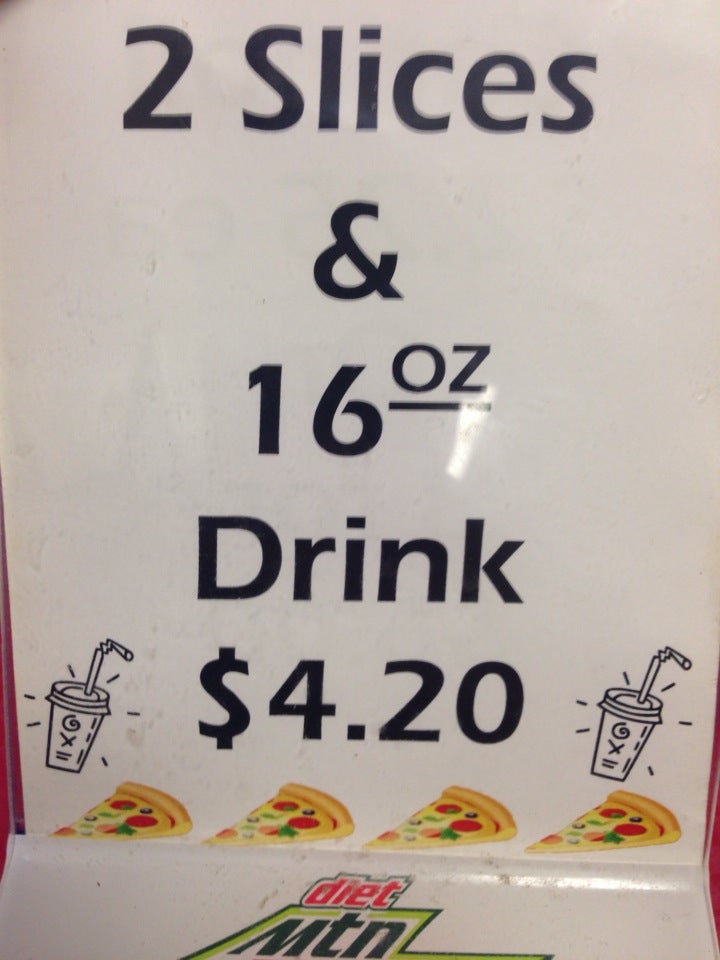 2 Slices
&
16 OZ
Drink
$4.20
diet
Mtn